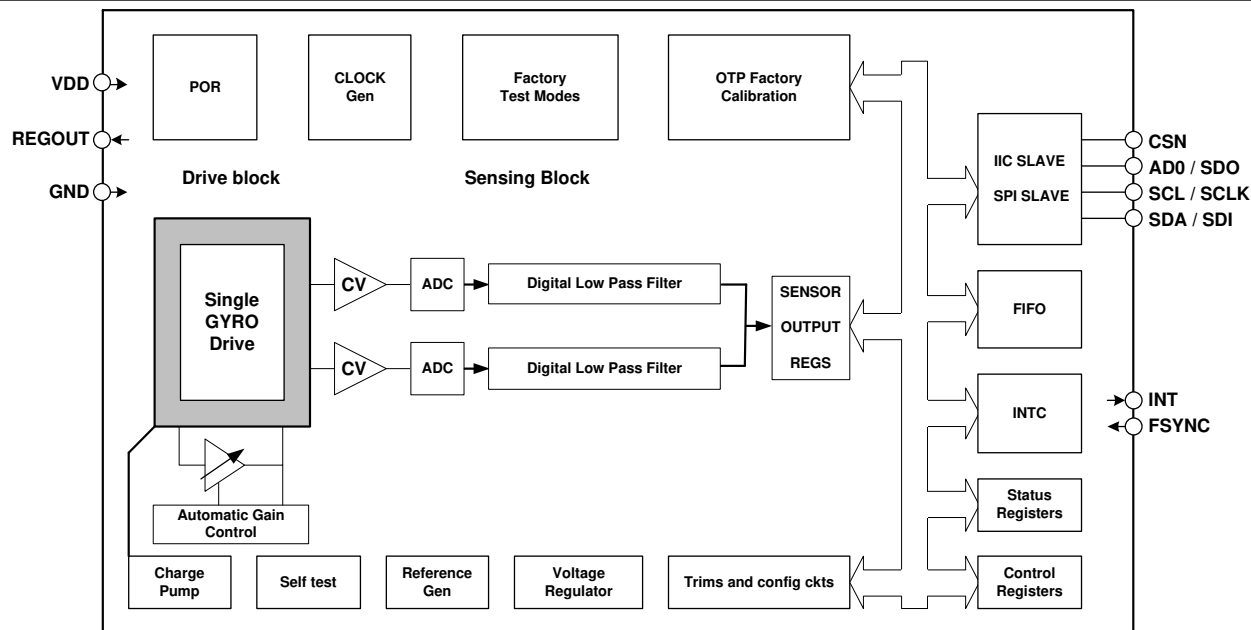 VDD
REGOUT
GND
POR
CLOCK
Gen
Factory
Test Modes
OTP Factory
Calibration
Drive block
Sensing Block
IIC SLAVE
SPI SLAVE
CSN
AD0 / SDO
SCL / SCLK
SDA / SDI
Single
GYRO
Drive
CV
ADC
Digital Low Pass Filter
CV
ADC
Digital Low Pass Filter
SENSOR
OUTPUT
REGS
FIFO
INTC
INT
FSYNC
Automatic Gain
Control
Status
Registers
Charge
Pump
Self test
Reference
Gen
Voltage
Regulator
Trims and config ckts
Control
Registers